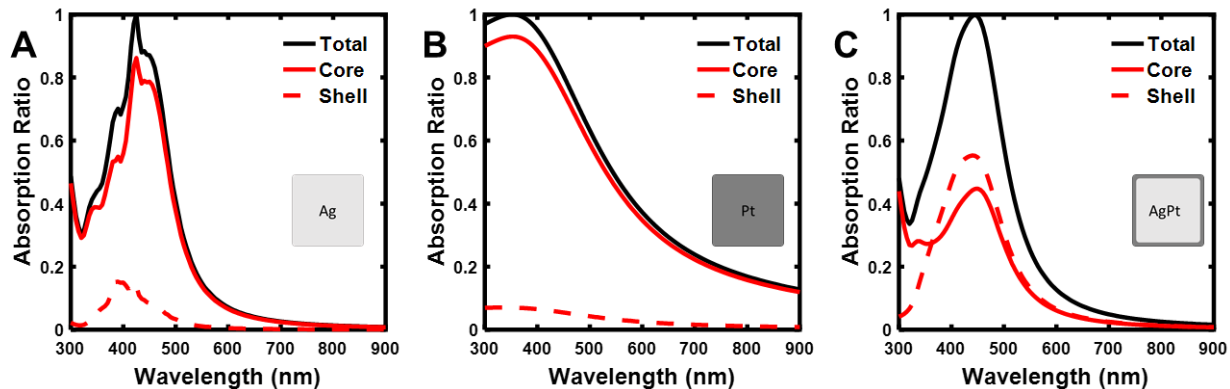 A
Total
Core
Shell
Ag
Absorption Ratio
1
0.8
0.6
0.4
0.2
0
300 400 500 600 700 800 900
Wavelength (nm)
B
Total
Core
Shell
Pt
Absorption Ratio
1
0.8
0.6
0.4
0.2
0
300 400 500 600 700 800 900
Wavelength (nm)
C
Total
Core
Shell
AgPt
Absorption Ratio
1
0.8
0.6
0.4
0.2
0
300 400 500 600 700 800 900
Wavelength (nm)